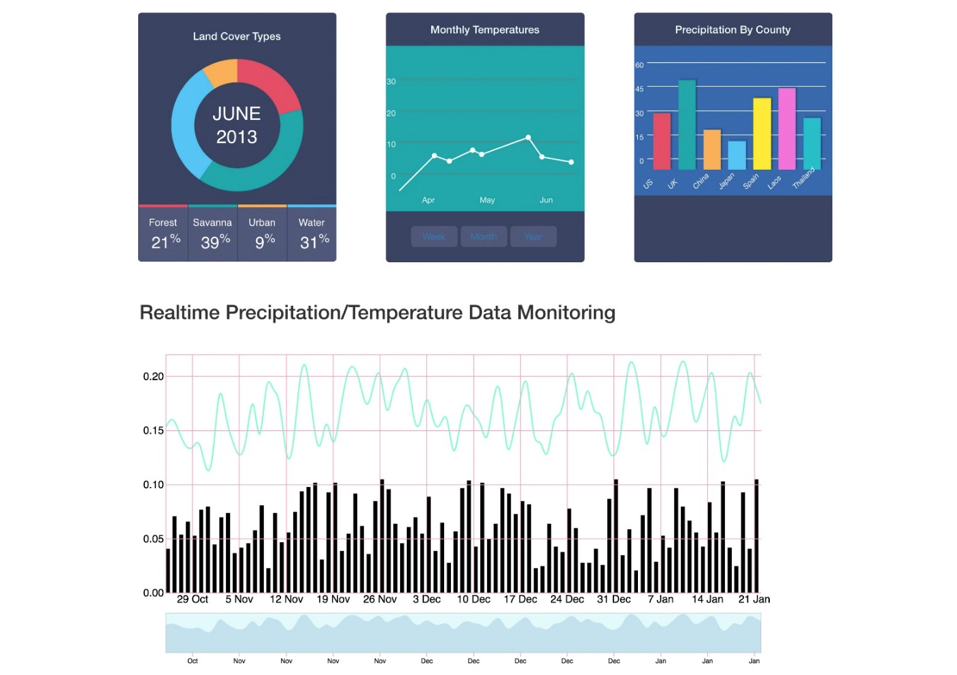 Land Cover Types
JUNE
2013
Forest Savanna Urban Water
21% 39% 9% 31%
Monthly Temperatures
30
20
10
0
Apr May Jun
Week Month Year
Precipitation By County
60
45
30
15
0
US UK China Japan Spain Laos Thailand
Realtime Precipitation/Temperature Data Monitoring
0.20
0.15
0.10
0.05
0.00
29 Oct 5 Nov 12 Nov 19 Nov 26 Nov 3 Dec 10 Dec 17 Dec 24 Dec 31 Dec 7 Jan 14 Jan 21 Jan
Oct Nov Nov Nov Nov Dec Dec Dec Dec Dec Jan Jan Jan